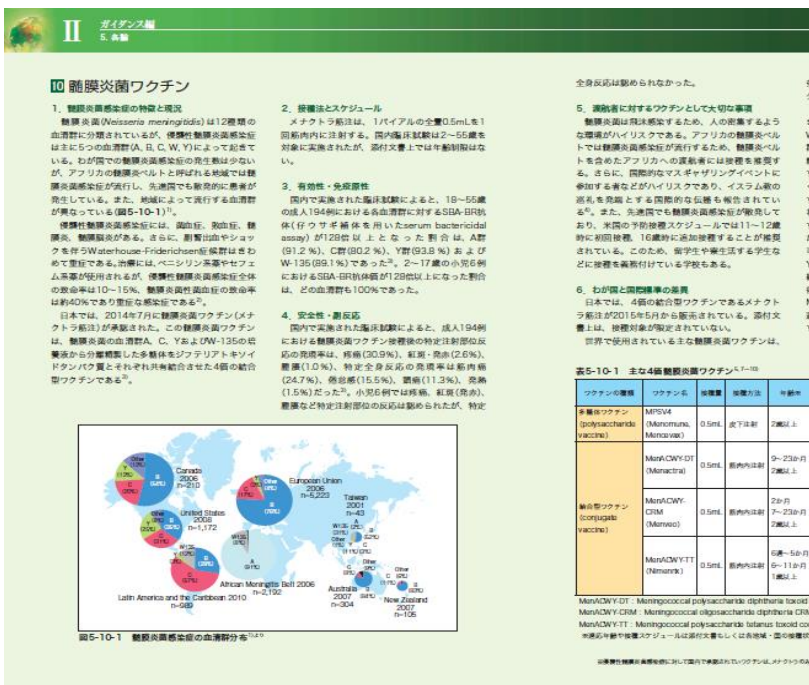 II
ガイダンス編
5. 各論
10 髄膜炎菌ワクチン
1. 髄膜炎菌感染症の特徴と現況
髄膜炎菌(Neisseria meningitidis)は12種類の
血清群に分類されているが、侵襲性髄膜炎菌感染症
は主に5つの血清群(A, B, C, W, Y)によって起きて
いる。わが国での髄膜炎菌感染症の発生数は少ない
が、アフリカの髄膜炎ベルトと呼ばれる地域では髄
膜炎菌感染症が流行し、先進国でも散発的に患者が
発生している。また、地域によって流行する血清群
が異なっている(図5-10-1)1)。
侵襲性髄膜炎菌感染症には、菌血症、敗血症、髄
膜炎、髄膜脳炎がある。さらに、副腎出血やショッ
クを伴うWaterhouse-Friderichsen症候群はきわ
めて重症である。治療には、ペニシリン系薬やセフェ
ム系薬が使用されるが、侵襲性髄膜炎菌感染症全体
の致命率は10〜15%、髄膜炎菌性菌血症の致命率
は約40%であり重症な感染症である2)。
日本では、2014年7月に髄膜炎菌ワクチン(メナ
クトラ筋注)が承認された。この髄膜炎菌ワクチン
は、髄膜炎菌の血清群A、C、YおよびW-135の培
養液から分離精製した多糖体をジフテリアトキソイ
ドタンパク質とそれぞれ共有結合させた4価の結合
型ワクチンである3)。
2. 接種法とスケジュール
メナクトラ筋注は、1バイアルの全量0.5mLを1
回筋肉内に注射する。国内臨床試験は2〜55歳を
対象に実施されたが、添付文書上では年齢制限はな
い。
3. 有効性・免疫原性
国内で実施された臨床試験によると、18〜55歳
の成人194例における各血清群に対するSBA-BR抗
体(仔ウサギ補体を用いたserum bactericidal
assay)が128倍以上となった割合は、A群
(91.2%)、C群(80.2%)、Y群(93.8%)および
W-135(89.1%)であった3)。2〜17歳の小児6例
におけるSBA-BR抗体価が128倍以上になった割合
は、どの血清群も100%であった。
4. 安全性・副反応
国内で実施された臨床試験によると、成人194例
における髄膜炎菌ワクチン接種後の特定注射部位反
応の発現率は、疼痛(30.9%)、紅斑・発赤(2.6%)、
腫脹(1.0%)、特定全身反応の発現率は筋肉痛
(24.7%)、倦怠感(15.5%)、頭痛(11.3%)、発熱
(1.5%)だった3)。小児6例では疼痛、紅斑(発赤)、
腫脹など特定注射部位の反応は認められたが、特定
Canada
2006
n=210
United States
2008
n=1,172
European Union
2006
n=5,223
Taiwan
2001
n=43
African Meningitis Belt 2006
n=2,192
Latin America and the Caribbean 2010
n=989
Australia
2007
n=304
New Zealand
2007
n=105
図5-10-1 髄膜炎菌感染症の血清群分布
全身反応は認められなかった。
5. 渡航者に対するワクチンとして大切な事項
髄膜炎菌は飛沫感染するため、人の密集するよう
な環境がハイリスクである。アフリカの髄膜炎ベル
トでは髄膜炎菌感染症が流行するため、髄膜炎ベル
トを含めたアフリカへの渡航者には接種を推奨す
る。さらに、国際的なマスギャザリングイベントに
参加する者などがハイリスクであり、イスラム教の
巡礼を発端とする国際的な伝播も報告されてい
る6)。また、先進国でも髄膜炎菌感染症が散発して
おり、米国の予防接種スケジュールでは11〜12歳
時に初回接種、16歳時に追加接種することが推奨
されている。このため、留学生や寮生活する学生な
どに接種を義務付けている学校もある。
6. わが国と国際標準の差異
日本では、4価の結合型ワクチンであるメナクト
ラ筋注が2015年5月から販売されている。添付文
書上は、接種対象が限定されていない。
世界で使用されている主な髄膜炎菌ワクチンは、
表5-10-1 主な4価髄膜炎菌ワクチン
ワクチンの種類 ワクチン名 接種量 接種方法 年齢※
多糖体ワクチン (polysaccharide vaccine) MPSV4 (Menomune, Mencevax) 0.5mL 皮下注射 2歳以上
結合型ワクチン (conjugate vaccine)
MenACWY-DT (Menactra) 0.5mL 筋肉内注射 9〜23か月 2歳以上
MenACWY-CRM (Menveo) 0.5mL 筋肉内注射 2か月 7〜23か月 2歳以上
MenACWY-TT (Nimenrix) 0.5mL 筋肉内注射 6週〜5か月 6〜11か月 1歳以上
MenACWY-DT : Meningococcal polysaccharide diphtheria toxoid
MenACWY-CRM : Meningococcal oligosaccharide diphtheria CRM
MenACWY-TT : Meningococcal polysaccharide tetanus toxoid